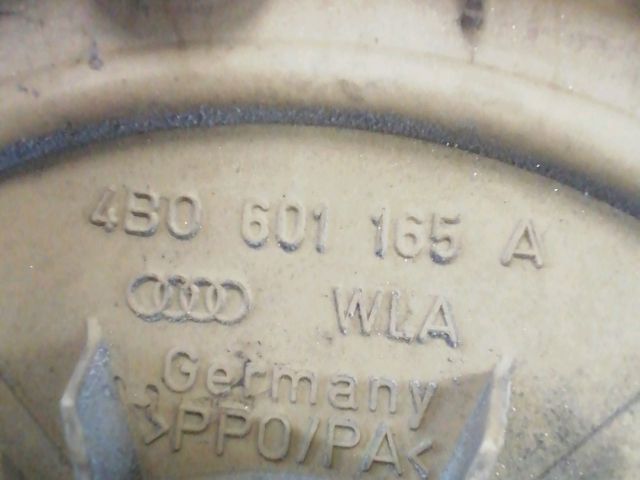 4B0 601 165 A
WLA
Germany
>PPO/PA<